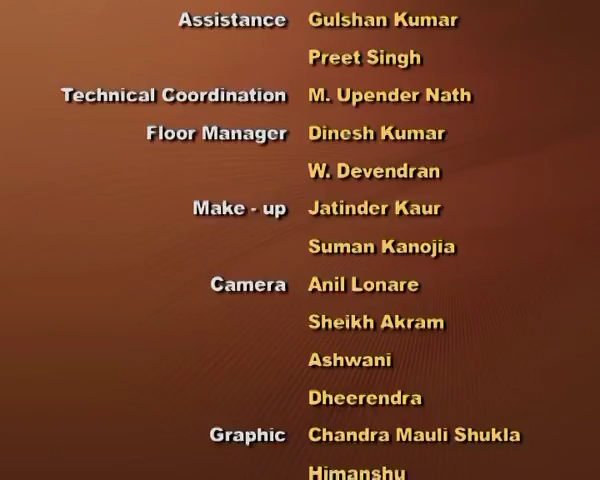 Assistance Gulshan Kumar
Preet Singh
Technical Coordination M. Upender Nath
Floor Manager Dinesh Kumar
W. Devendran
Make - up Jatinder Kaur
Suman Kanojia
Camera Anil Lonare
Sheikh Akram
Ashwani
Dheerendra
Graphic Chandra Mauli Shukla
Himanshu